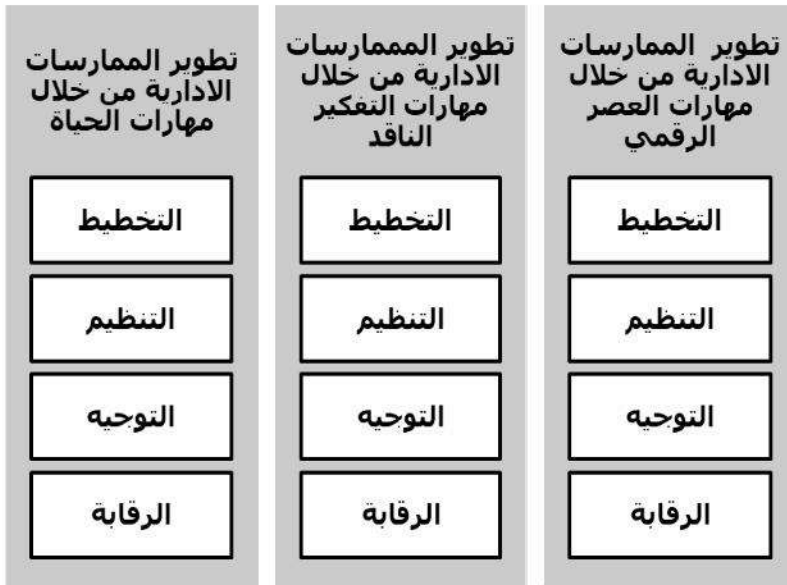 تطوير الممارسات
الادارية من خلال
مهارات العصر
الرقمي
التخطيط
التنظيم
التوجيه
الرقابة
تطوير المممارسات
الادارية من خلال
مهارات التفكير
الناقد
التخطيط
التنظيم
التوجيه
الرقابة
تطوير الممارسات
الادارية من خلال
مهارات الحياة
التخطيط
التنظيم
التوجيه
الرقابة